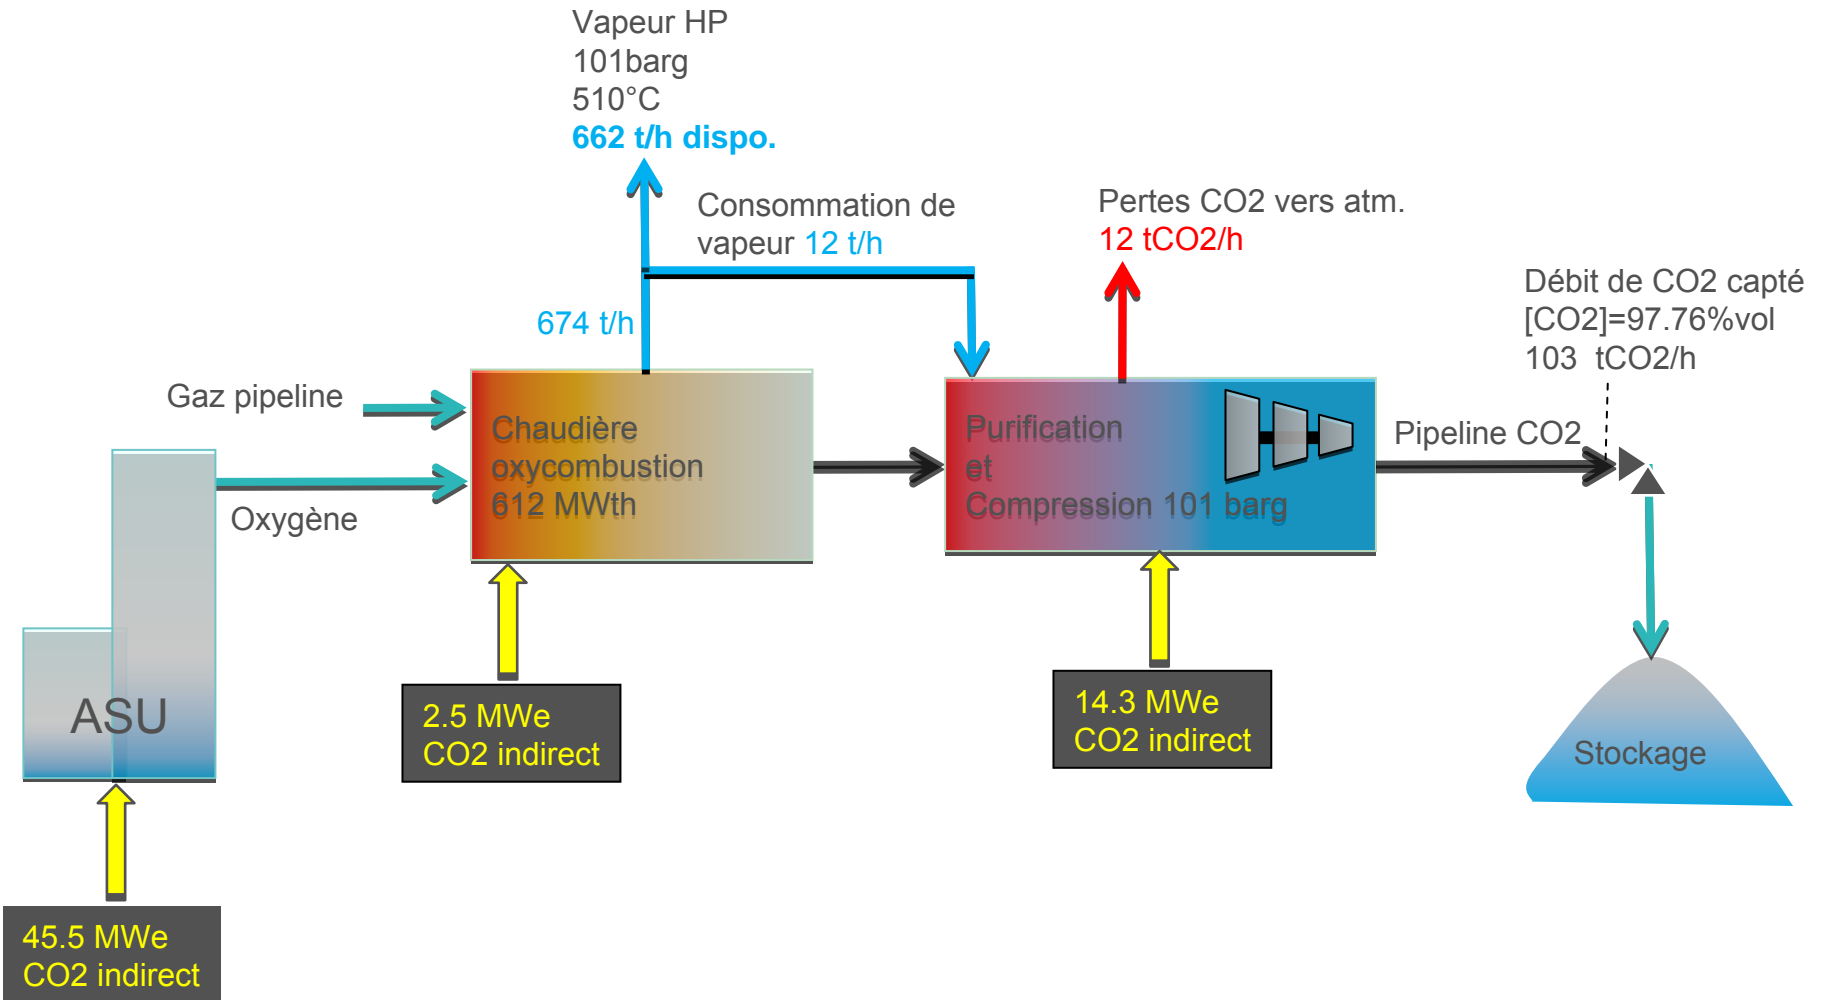 Vapeur HP
101barg
510°C
662 t/h dispo.
Consommation de
vapeur 12 t/h
Pertes CO2 vers atm.
12 tCO2/h
Débit de CO2 capté
[CO2]=97.76%vol
103 tCO2/h
674 t/h
Gaz pipeline
Oxygène
Chaudière
oxycombustion
612 MWth
Purification
et
Compression 101 barg
Pipeline CO2
ASU
2.5 MWe
CO2 indirect
14.3 MWe
CO2 indirect
Stockage
45.5 MWe
CO2 indirect